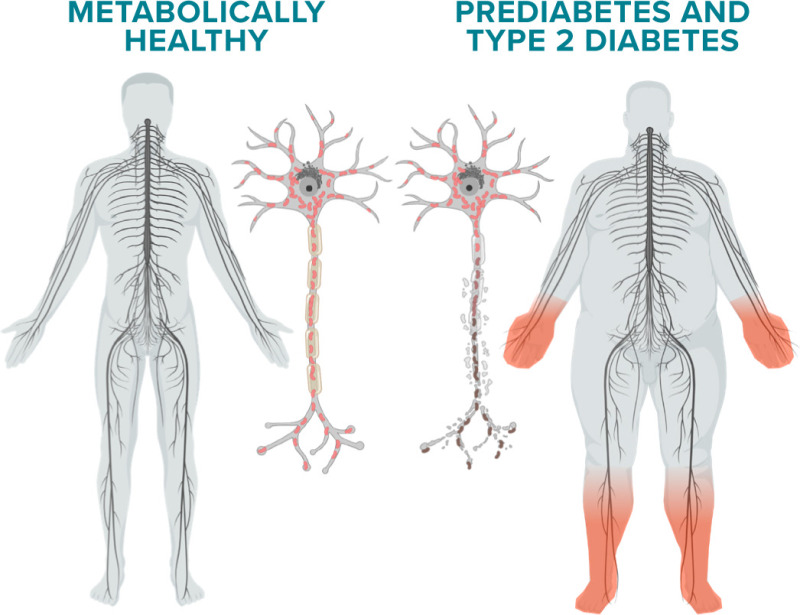 METABOLICALLY
HEALTHY
PREDIABETES AND
TYPE 2 DIABETES